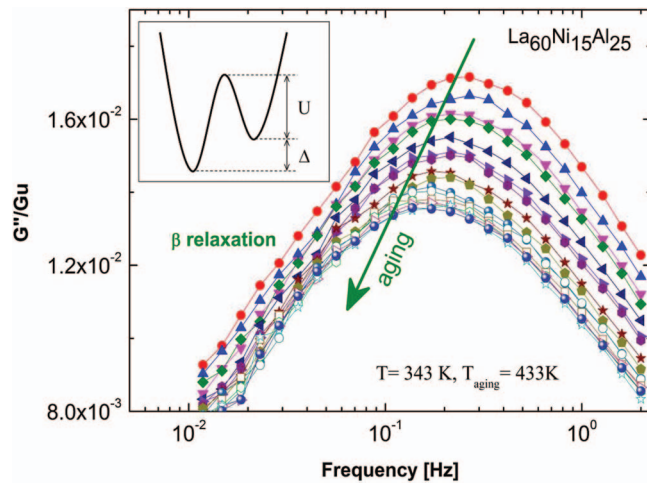 La60Ni15Al25
U
Δ
1.6x10-2
G"/Gu
β relaxation
aging
1.2x10-2
T= 343 K, Taging= 433K
8.0x10-3
10-2
10-1
100
Frequency [Hz]